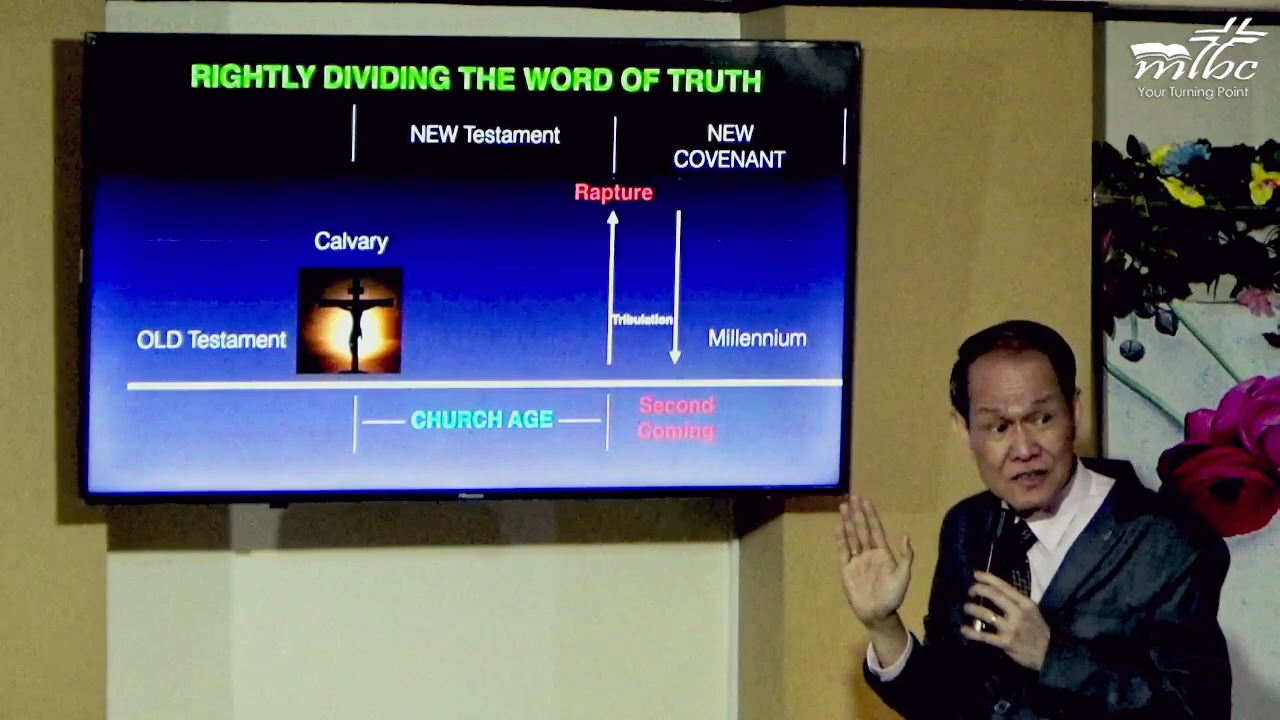 RIGHTLY DIVIDING THE WORD OF TRUTH
NEW Testament
NEW
COVENANT
Rapture
Calvary
Tribulation
OLD Testament
Millennium
CHURCH AGE
Second
Coming
Hisense
mtbc
Your Turning Point